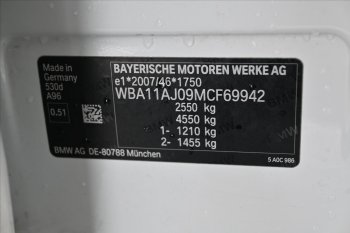 Made in
Germany
530d
A96
0.51
BAYERISCHE MOTOREN WERKE AG
e1*2007/46*1750
WBA11AJ09MCF69942
2550 kg
4550 kg
1- 1210 kg
2- 1455 kg
BMW AG DE-80788 München
5 A0C 986